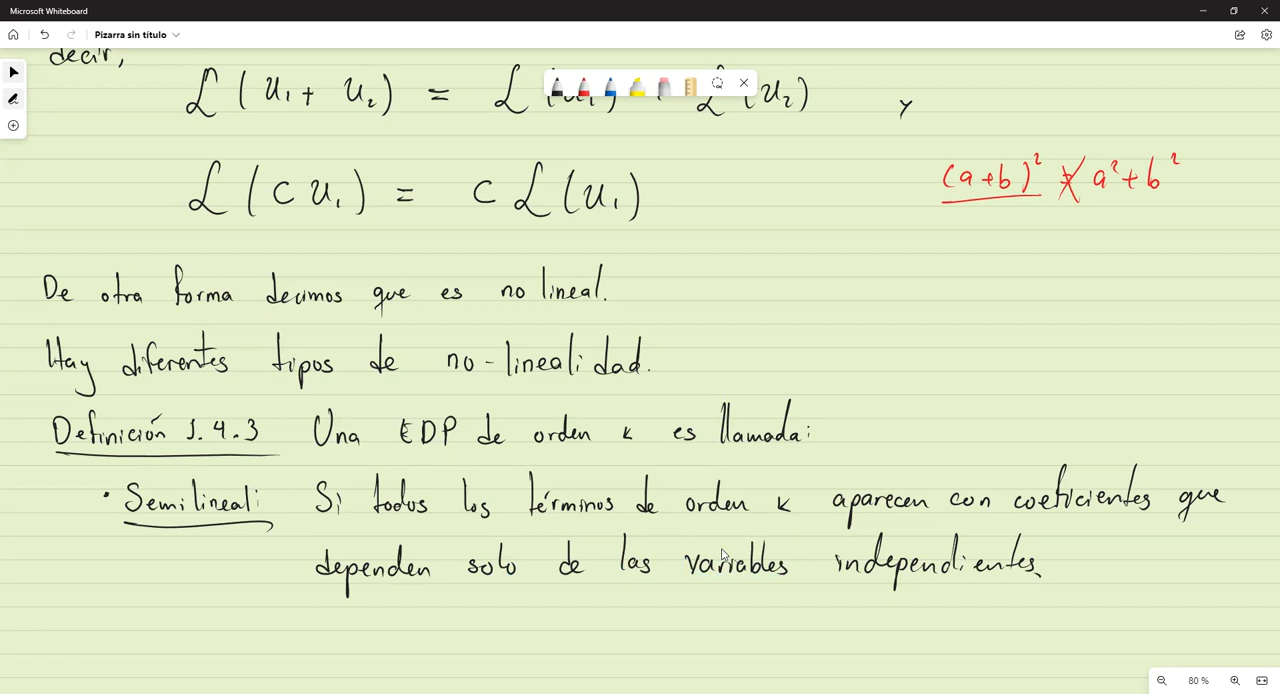 Microsoft Whiteboard
Pizarra sin título
decir,
ℒ(u₁ + u₂) = ℒ(u₁) + ℒ(u₂) y
ℒ(c u₁) = c ℒ(u₁)
(a+b)² ≠ a² + b²
De otra forma decimos que es no lineal.
Hay diferentes tipos de no-linealidad.
Definición 1.4.3 Una EDP de orden k es llamada:
• Semilineal: Si todos los términos de orden k aparecen con coeficientes que
dependen solo de las variables independientes.
80 %